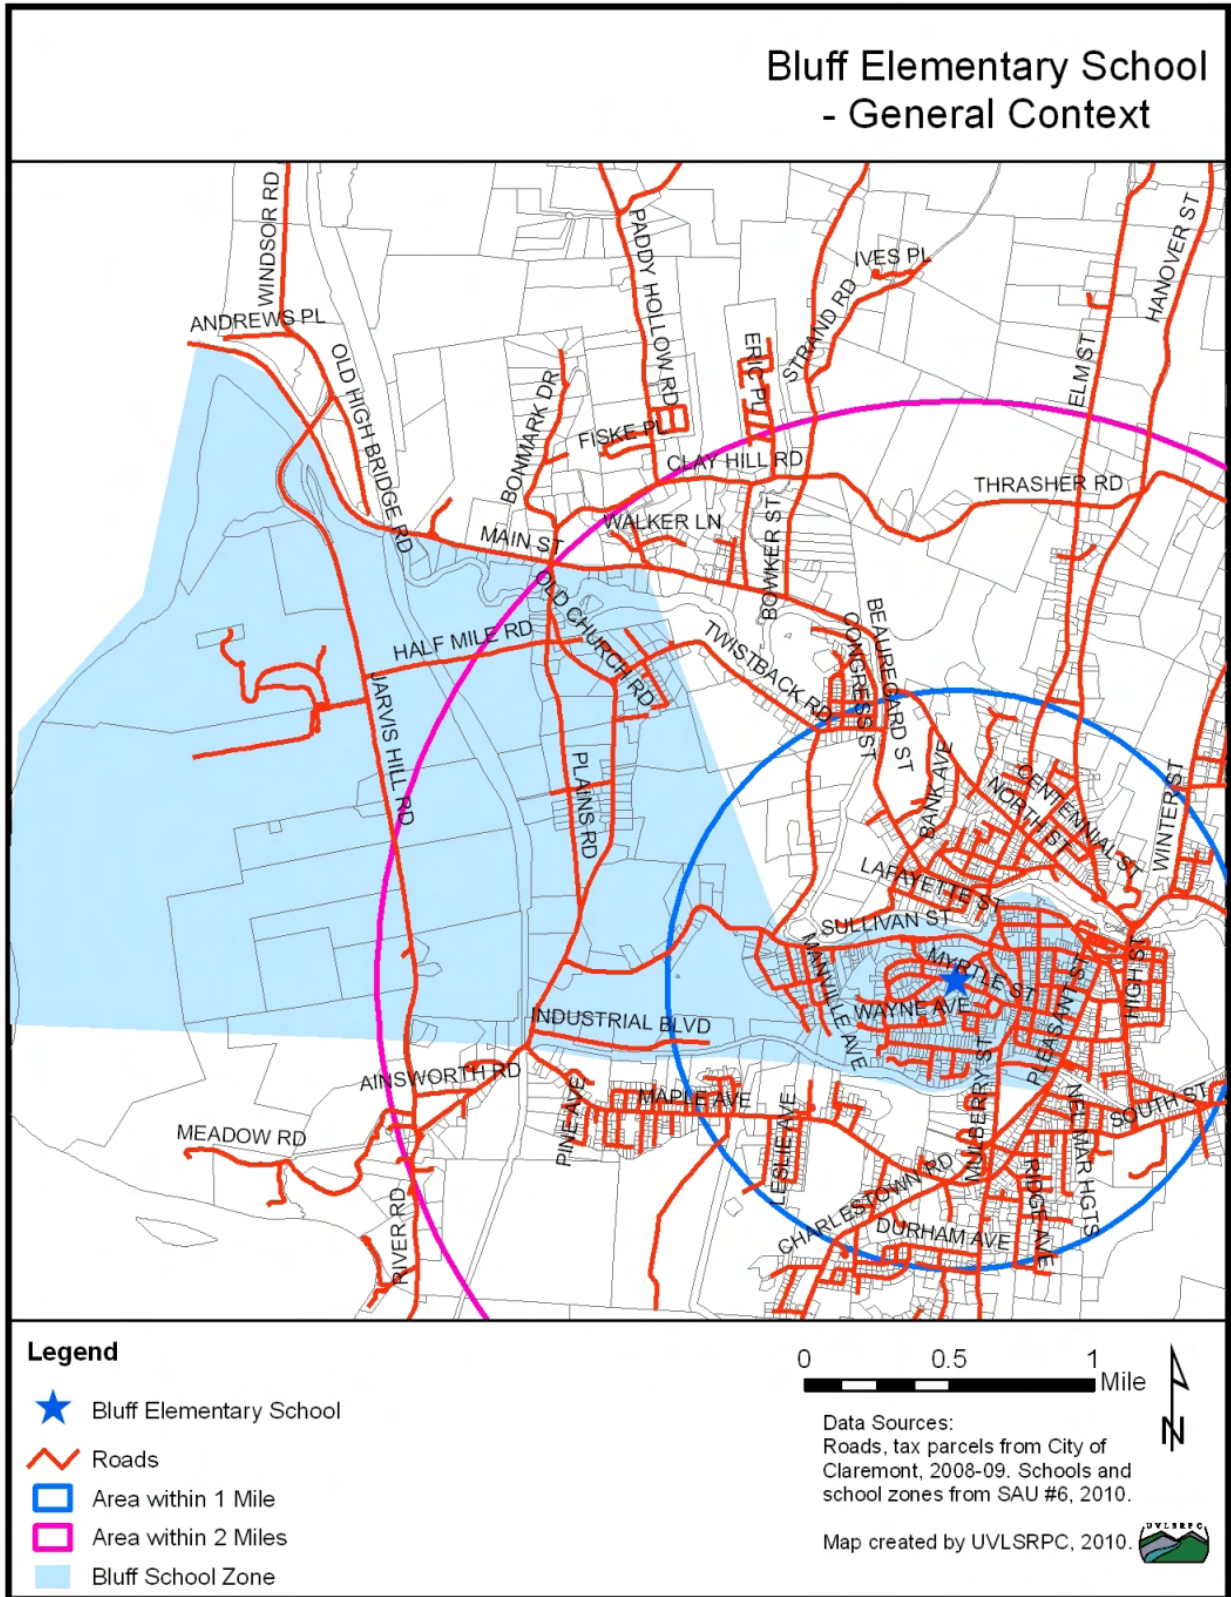 Bluff Elementary School
- General Context
WINDSOR RD
PADDY HOLLOW RD
IVES PL
HANOVER ST
ANDREWS PL
STRAND RD
ERIC PL
ELM ST
OLD HIGH BRIDGE RD
BONMARK DR
FISKE PL
CLAY HILL RD
THRASHER RD
WALKER LN
MAIN ST
BOWKER ST
OLD CHURCH RD
HALF MILE RD
TWISTBACK RD
CONGRESS ST
BEAUREGARD ST
JARVIS HILL RD
PLAINS RD
BANK AVE
NORTH ST
CENTENNIAL ST
WINTER ST
LAFAYETTE ST
SULLIVAN ST
MANVILLE AVE
MYRTLE ST
WAYNE AVE
PLEASANT ST
HIGH ST
INDUSTRIAL BLVD
AINSWORTH RD
MAPLE AVE
PINE AVE
LESLIE AVE
MULBERRY ST
SOUTH ST
MEADOW RD
NELMAR HGTS
RIDGE AVE
CHARLESTOWN RD
DURHAM AVE
RIVER RD
Legend
Bluff Elementary School
Roads
Area within 1 Mile
Area within 2 Miles
Bluff School Zone
0 0.5 1
Mile
N
Data Sources:
Roads, tax parcels from City of
Claremont, 2008-09. Schools and
school zones from SAU #6, 2010.
Map created by UVLSRPC, 2010.
UVLSRPC